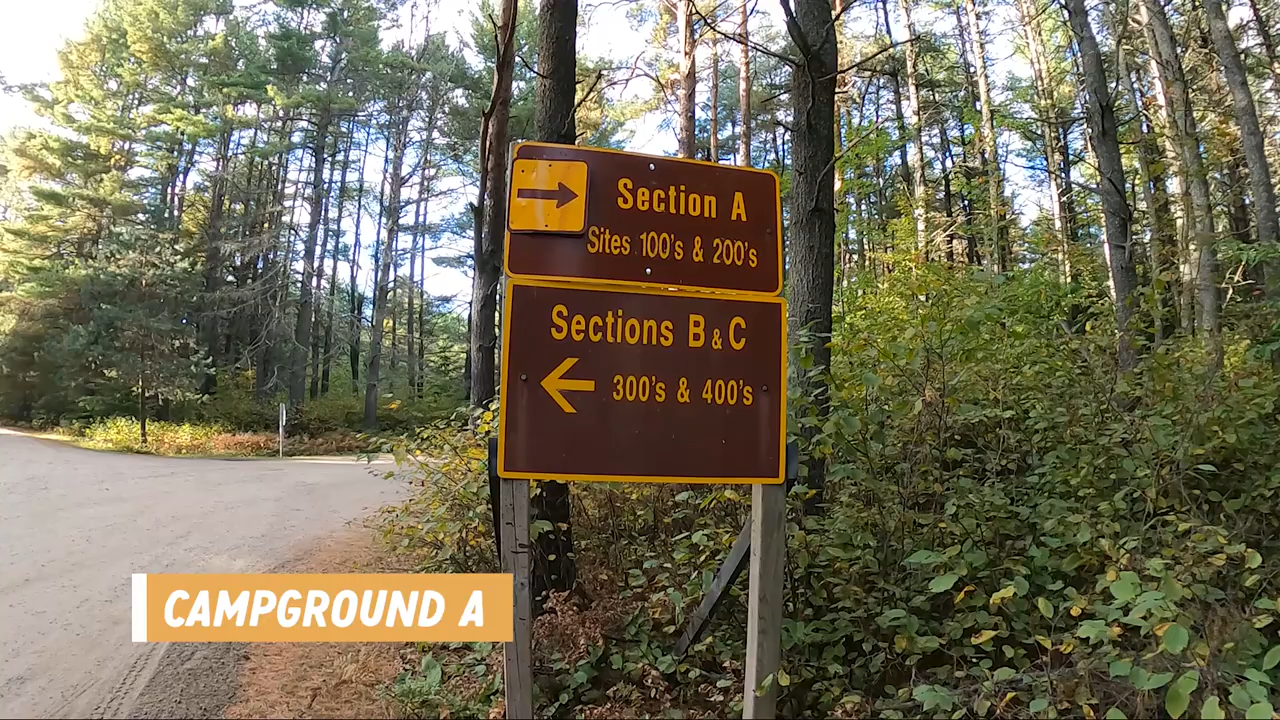 Section A
Sites 100's & 200's
Sections B & C
300's & 400's
CAMPGROUND A